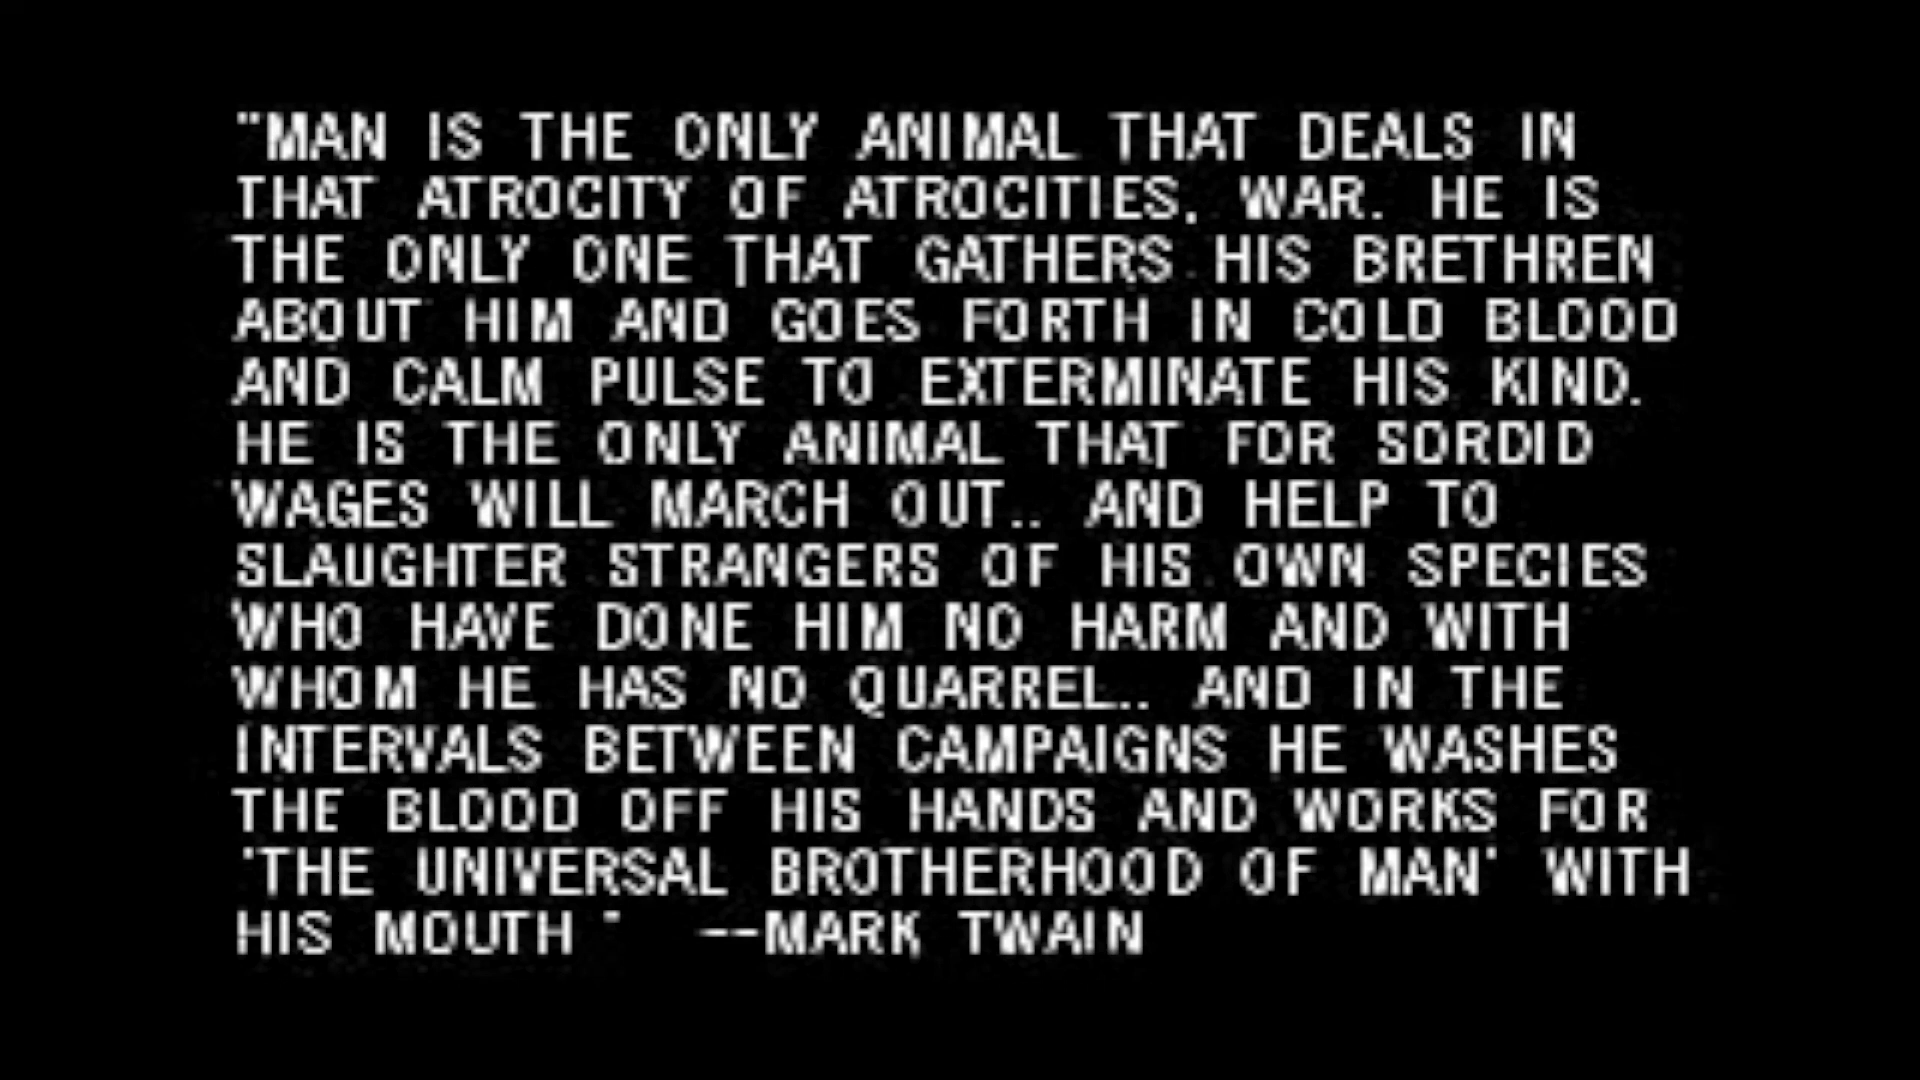 "MAN IS THE ONLY ANIMAL THAT DEALS IN
THAT ATROCITY OF ATROCITIES, WAR. HE IS
THE ONLY ONE THAT GATHERS HIS BRETHREN
ABOUT HIM AND GOES FORTH IN COLD BLOOD
AND CALM PULSE TO EXTERMINATE HIS KIND.
HE IS THE ONLY ANIMAL THAT FOR SORDID
WAGES WILL MARCH OUT.. AND HELP TO
SLAUGHTER STRANGERS OF HIS OWN SPECIES
WHO HAVE DONE HIM NO HARM AND WITH
WHOM HE HAS NO QUARREL.. AND IN THE
INTERVALS BETWEEN CAMPAIGNS HE WASHES
THE BLOOD OFF HIS HANDS AND WORKS FOR
'THE UNIVERSAL BROTHERHOOD OF MAN' WITH
HIS MOUTH " --MARK TWAIN